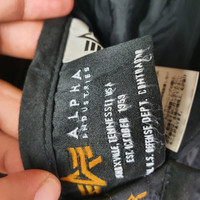 ALPHA
INDUSTRIES
KNOXVILLE, TENNESSEE, USA
EST. OCTOBER 1959
U.S. DEFENSE DEPT. CONTRACTOR